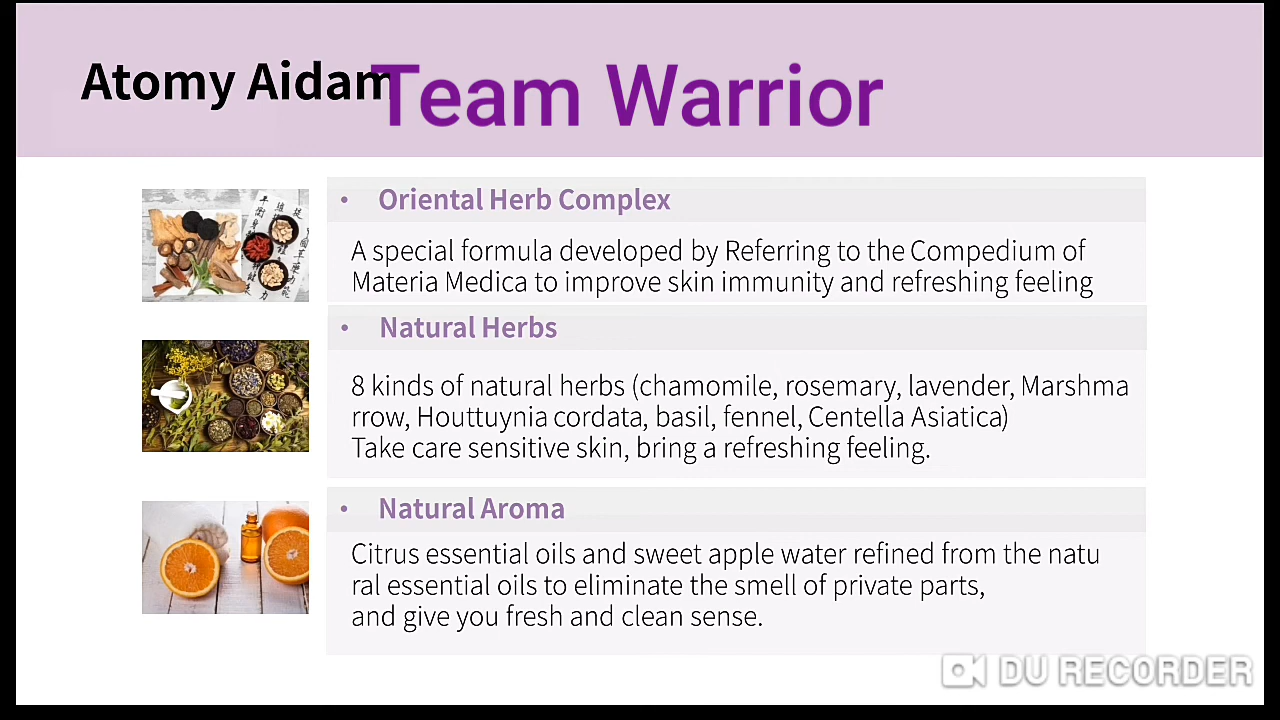 Atomy Aidam
Team Warrior
• Oriental Herb Complex
A special formula developed by Referring to the Compedium of
Materia Medica to improve skin immunity and refreshing feeling
• Natural Herbs
8 kinds of natural herbs (chamomile, rosemary, lavender, Marshma
rrow, Houttuynia cordata, basil, fennel, Centella Asiatica)
Take care sensitive skin, bring a refreshing feeling.
• Natural Aroma
Citrus essential oils and sweet apple water refined from the natu
ral essential oils to eliminate the smell of private parts,
and give you fresh and clean sense.
DU RECORDER